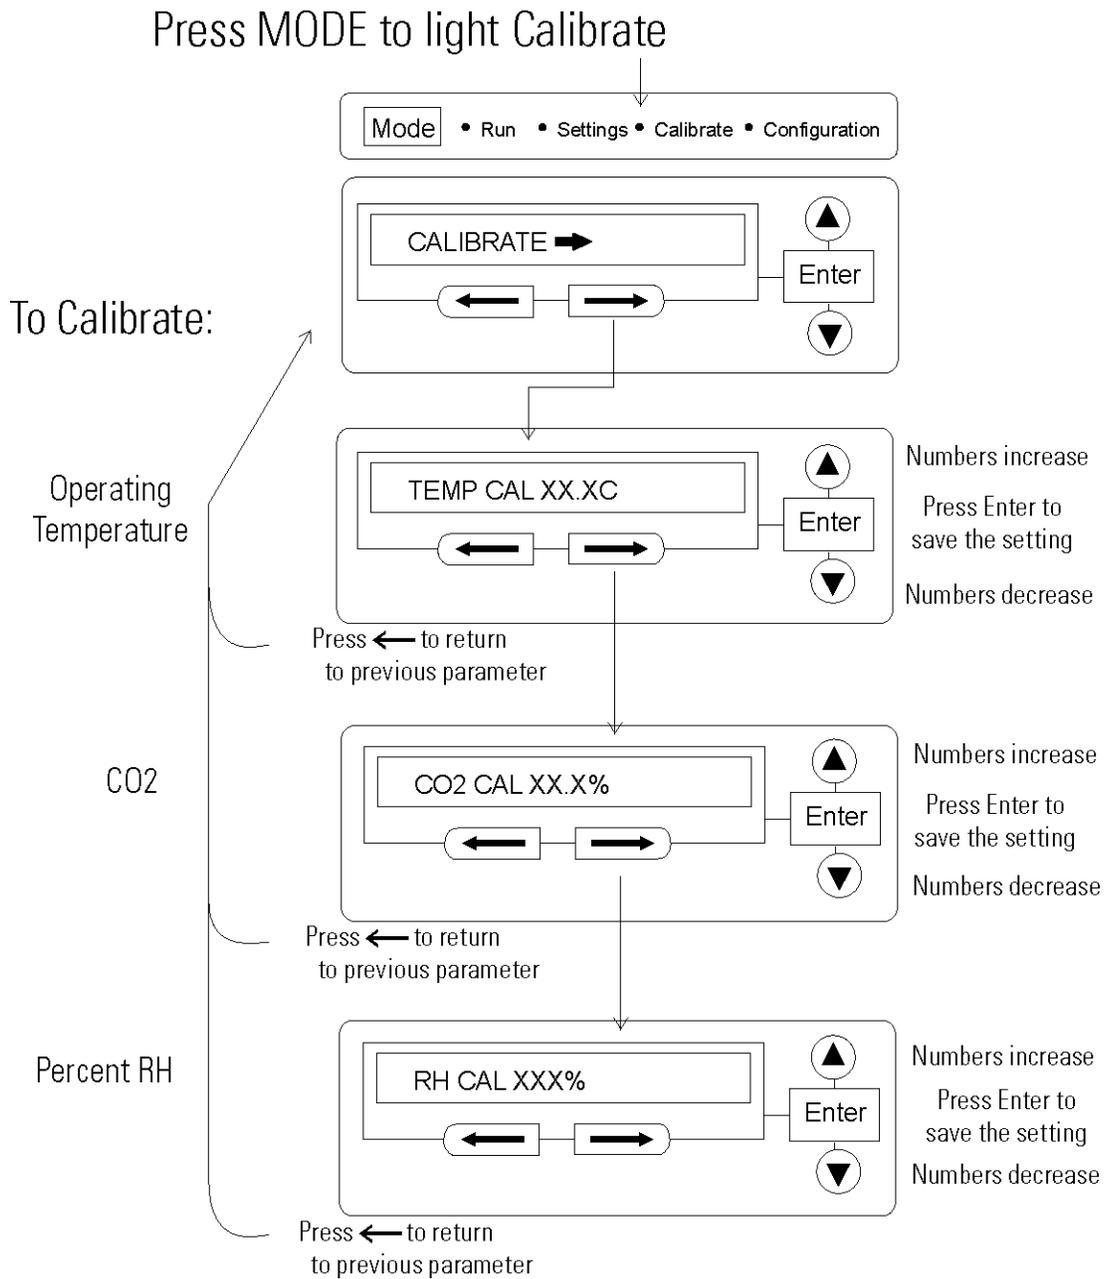 Press MODE to light Calibrate
Mode • Run • Settings • Calibrate • Configuration
CALIBRATE ➡
Enter
To Calibrate:
Operating
Temperature
TEMP CAL XX.XC
Enter
Numbers increase
Press Enter to
save the setting
Numbers decrease
Press ← to return
to previous parameter
CO2
CO2 CAL XX.X%
Enter
Numbers increase
Press Enter to
save the setting
Numbers decrease
Press ← to return
to previous parameter
Percent RH
RH CAL XXX%
Enter
Numbers increase
Press Enter to
save the setting
Numbers decrease
Press ← to return
to previous parameter